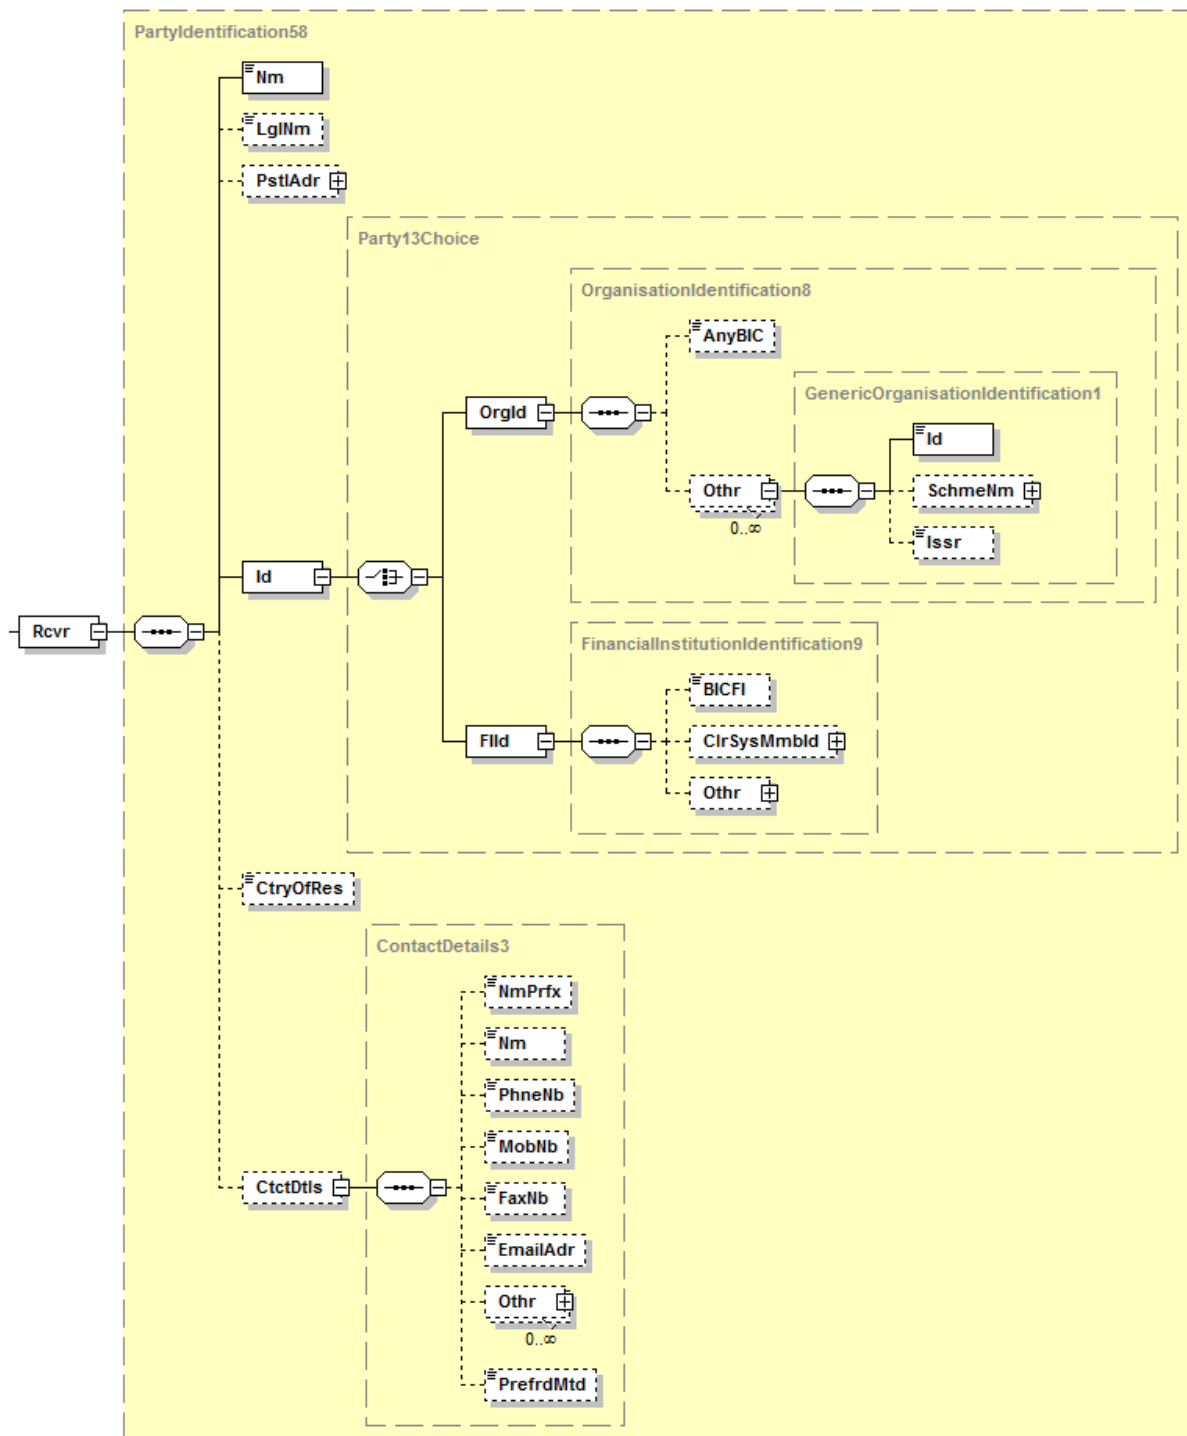 PartyIdentification58
Nm
LglNm
PstlAdr
Party13Choice
OrganisationIdentification8
AnyBIC
GenericOrganisationIdentification1
OrgId
Id
Othr
SchmeNm
0..∞
Issr
Id
Rcvr
FinancialInstitutionIdentification9
BICFI
FIId
ClrSysMmbId
Othr
CtryOfRes
ContactDetails3
NmPrfx
Nm
PhneNb
MobNb
CtctDtls
FaxNb
EmailAdr
Othr
0..∞
PrefrdMtd